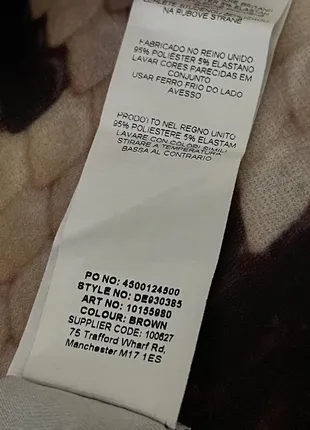 NA RUBOVE STRANĚ
FABRICADO NO REINO UNIDO
95% POLIÉSTER 5% ELASTANO
LAVAR CORES PARECIDAS EM
CONJUNTO
USAR FERRO FRIO DO LADO
AVESSO
PRODOTTO NEL REGNO UNITO
95% POLIESTERE 5% ELASTAM
LAVARE CON COLORI SIMILI
STIRARE A TEMPERATURA
BASSA AL CONTRARIO
PO NO: 4500124500
STYLE NO: DE930385
ART NO: 10155980
COLOUR: BROWN
SUPPLIER CODE: 100627
75 Trafford Wharf Rd,
Manchester M17 1ES